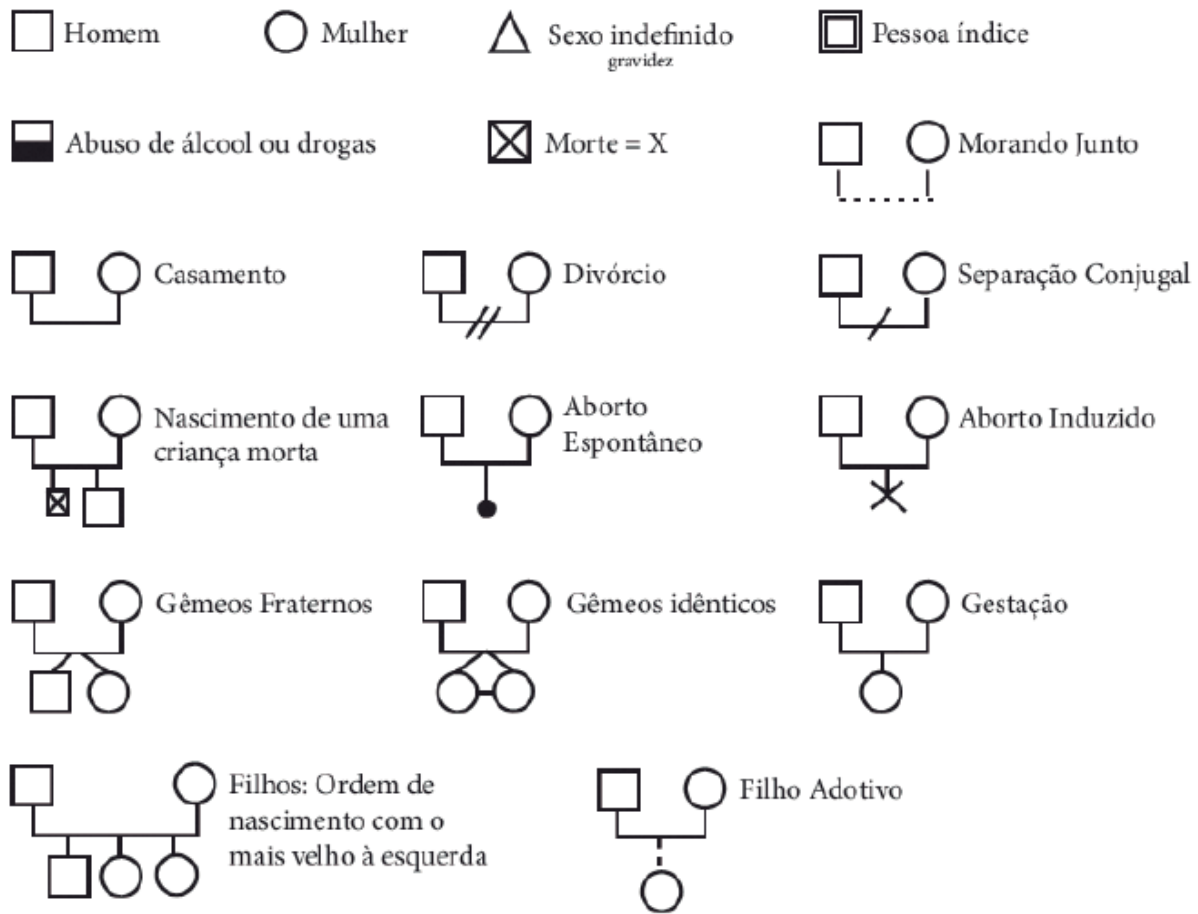 Homem
Mulher
Sexo indefinido
gravidez
Pessoa índice
Abuso de álcool ou drogas
Morte = X
Morando Junto
Casamento
Divórcio
Separação Conjugal
Nascimento de uma
criança morta
Aborto
Espontâneo
Aborto Induzido
Gêmeos Fraternos
Gêmeos idênticos
Gestação
Filhos: Ordem de
nascimento com o
mais velho à esquerda
Filho Adotivo